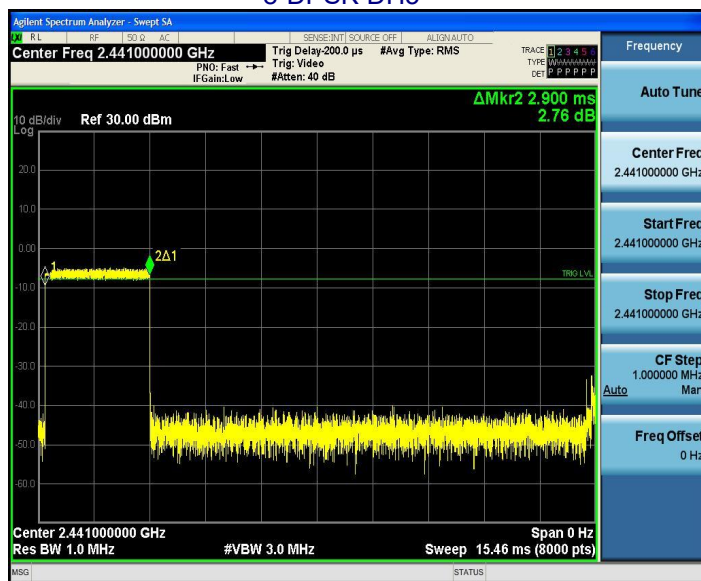 Agilent Spectrum Analyzer - Swept SA
LXI RL RF 50 Ω AC SENSE:INT SOURCE OFF ALIGN AUTO
Center Freq 2.441000000 GHz
PNO: Fast
IFGain:Low
Trig Delay-200.0 µs
Trig: Video
#Atten: 40 dB
#Avg Type: RMS
TRACE 1 2 3 4 5 6
TYPE
DET P P P P P P
ΔMkr2 2.900 ms
2.76 dB
10 dB/div
Log
Ref 30.00 dBm
20.0
10.0
0.00
-10.0
-20.0
-30.0
-40.0
-50.0
-60.0
1
2Δ1
TRIG LVL
Center 2.441000000 GHz
Span 0 Hz
Res BW 1.0 MHz
#VBW 3.0 MHz
Sweep 15.46 ms (8000 pts)
MSG
STATUS
Frequency
Auto Tune
Center Freq
2.441000000 GHz
Start Freq
2.441000000 GHz
Stop Freq
2.441000000 GHz
CF Step
1.000000 MHz
Auto Man
Freq Offset
0 Hz